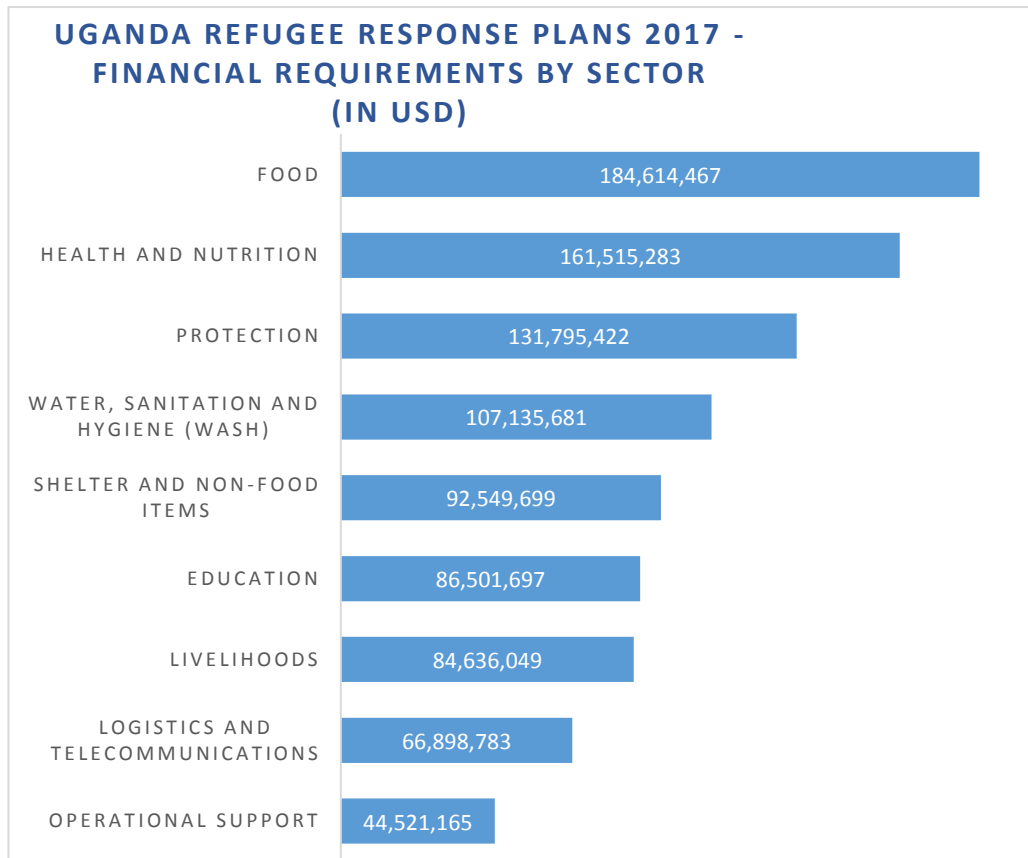 UGANDA REFUGEE RESPONSE PLANS 2017 -
FINANCIAL REQUIREMENTS BY SECTOR
(IN USD)
FOOD
184,614,467
HEALTH AND NUTRITION
161,515,283
PROTECTION
131,795,422
WATER, SANITATION AND
HYGIENE (WASH)
107,135,681
SHELTER AND NON-FOOD
ITEMS
92,549,699
EDUCATION
86,501,697
LIVELIHOODS
84,636,049
LOGISTICS AND
TELECOMMUNICATIONS
66,898,783
OPERATIONAL SUPPORT
44,521,165